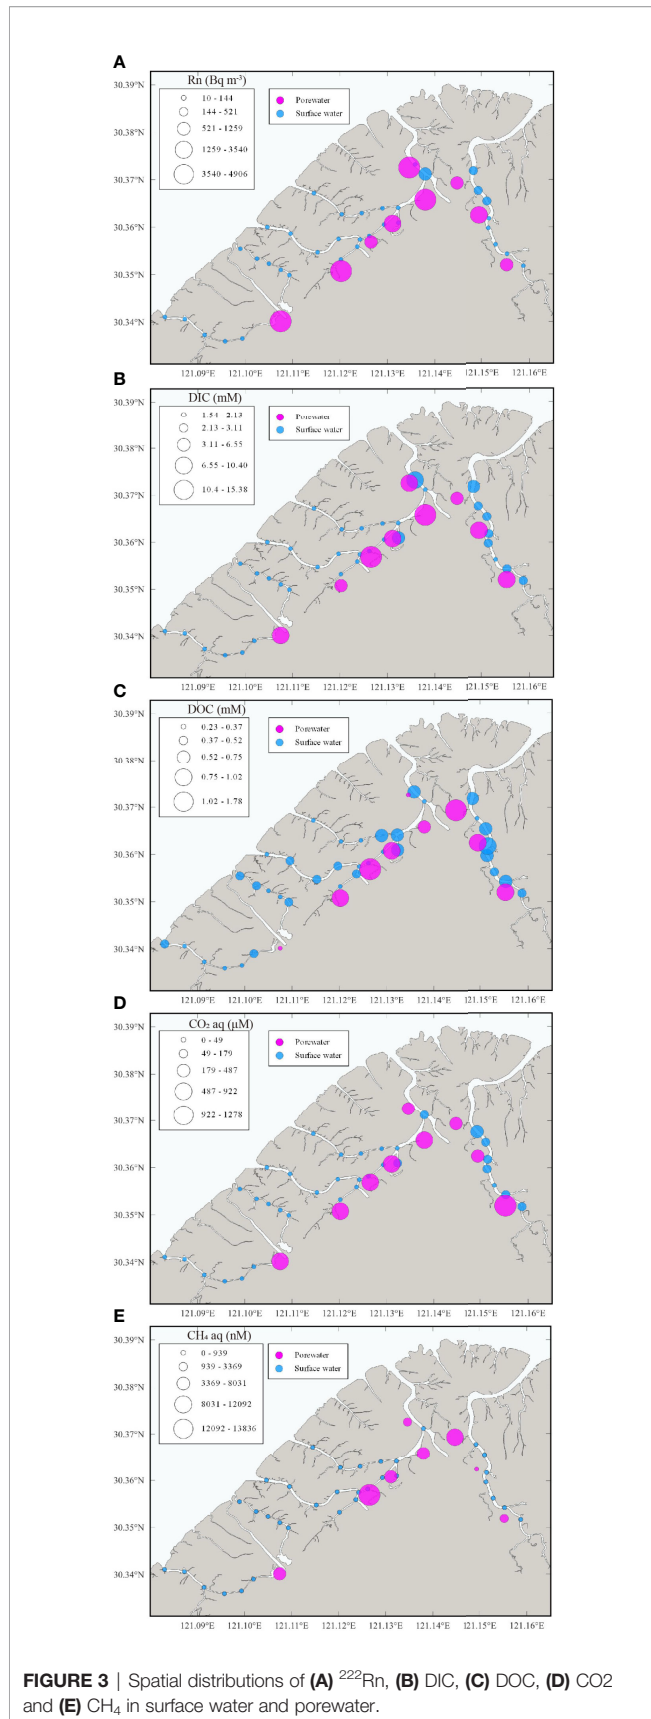 A
Rn (Bq m⁻³)
10 - 144
144 - 521
521 - 1259
1259 - 3540
3540 - 4906
Porewater
Surface water
30.39°N
30.38°N
30.37°N
30.36°N
30.35°N
30.34°N
121.09°E 121.10°E 121.11°E 121.12°E 121.13°E 121.14°E 121.15°E 121.16°E
B
DIC (mM)
1.54 - 2.13
2.13 - 3.11
3.11 - 6.55
6.55 - 10.40
10.4 - 15.38
Porewater
Surface water
30.39°N
30.38°N
30.37°N
30.36°N
30.35°N
30.34°N
121.09°E 121.10°E 121.11°E 121.12°E 121.13°E 121.14°E 121.15°E 121.16°E
C
DOC (mM)
0.23 - 0.37
0.37 - 0.52
0.52 - 0.75
0.75 - 1.02
1.02 - 1.78
Porewater
Surface water
30.39°N
30.38°N
30.37°N
30.36°N
30.35°N
30.34°N
121.09°E 121.10°E 121.11°E 121.12°E 121.13°E 121.14°E 121.15°E 121.16°E
D
CO₂ aq (μM)
0 - 49
49 - 179
179 - 487
487 - 922
922 - 1278
Porewater
Surface water
30.39°N
30.38°N
30.37°N
30.36°N
30.35°N
30.34°N
121.09°E 121.10°E 121.11°E 121.12°E 121.13°E 121.14°E 121.15°E 121.16°E
E
CH₄ aq (nM)
0 - 939
939 - 3369
3369 - 8031
8031 - 12092
12092 - 13836
Porewater
Surface water
30.39°N
30.38°N
30.37°N
30.36°N
30.35°N
30.34°N
121.09°E 121.10°E 121.11°E 121.12°E 121.13°E 121.14°E 121.15°E 121.16°E
FIGURE 3 | Spatial distributions of (A) ²²²Rn, (B) DIC, (C) DOC, (D) CO2
and (E) CH₄ in surface water and porewater.